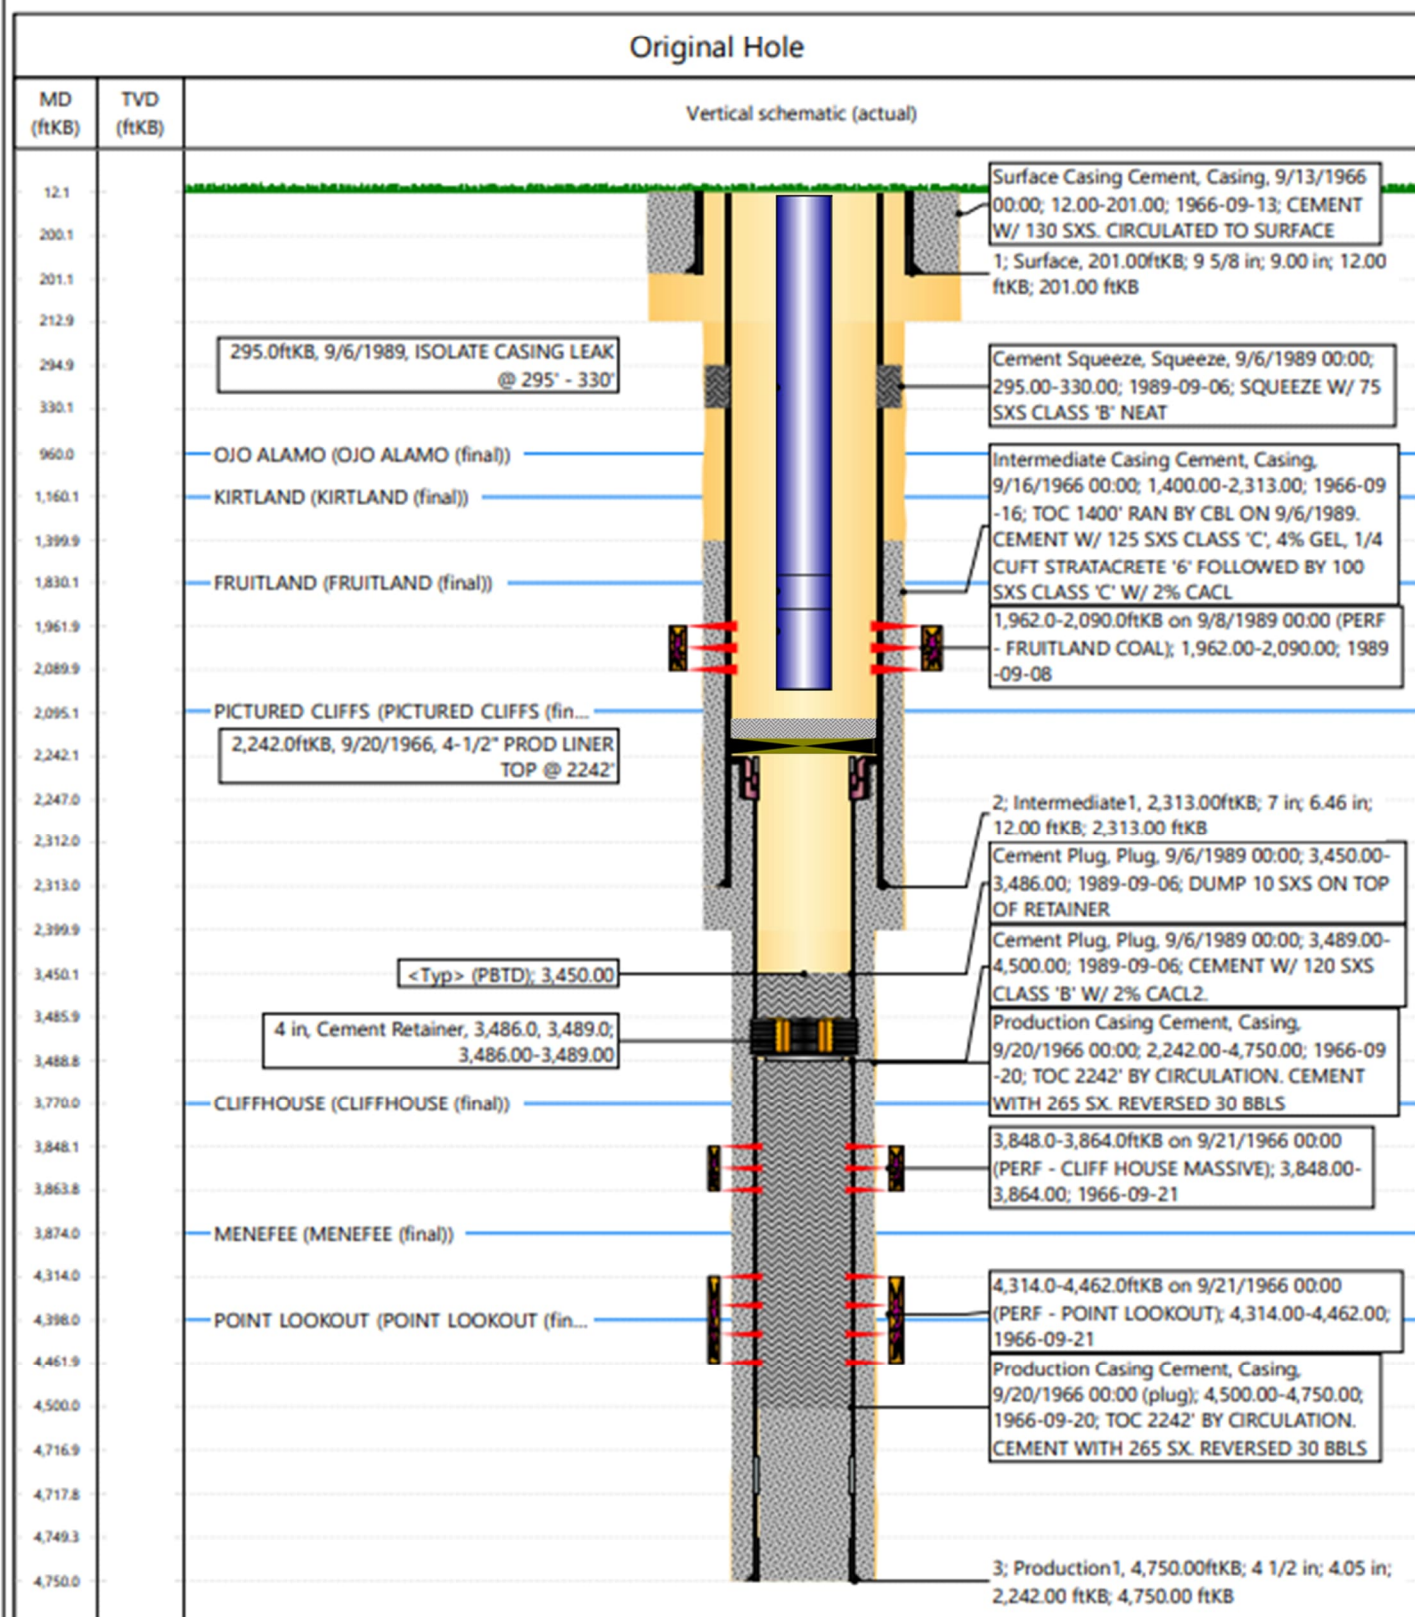 Original Hole
MD
(ftKB)
TVD
(ftKB)
Vertical schematic (actual)
12.1
200.1
201.1
212.9
294.9
330.1
960.0
1,160.1
1,399.9
1,830.1
1,961.9
2,089.9
2,095.1
2,242.1
2,247.0
2,312.0
2,313.0
2,399.9
3,450.1
3,485.9
3,488.8
3,770.0
3,848.1
3,863.8
3,874.0
4,314.0
4,398.0
4,461.9
4,500.0
4,716.9
4,717.8
4,749.3
4,750.0
295.0ftKB, 9/6/1989, ISOLATE CASING LEAK
@ 295' - 330'
OJO ALAMO (OJO ALAMO (final))
KIRTLAND (KIRTLAND (final))
FRUITLAND (FRUITLAND (final))
PICTURED CLIFFS (PICTURED CLIFFS (fin...
2,242.0ftKB, 9/20/1966, 4-1/2" PROD LINER
TOP @ 2242'
<Typ> (PBTD); 3,450.00
4 in, Cement Retainer, 3,486.0, 3,489.0;
3,486.00-3,489.00
CLIFFHOUSE (CLIFFHOUSE (final))
MENEFEE (MENEFEE (final))
POINT LOOKOUT (POINT LOOKOUT (fin...
Surface Casing Cement, Casing, 9/13/1966
00:00; 12.00-201.00; 1966-09-13; CEMENT
W/ 130 SXS. CIRCULATED TO SURFACE
1; Surface, 201.00ftKB; 9 5/8 in; 9.00 in; 12.00
ftKB; 201.00 ftKB
Cement Squeeze, Squeeze, 9/6/1989 00:00;
295.00-330.00; 1989-09-06; SQUEEZE W/ 75
SXS CLASS 'B' NEAT
Intermediate Casing Cement, Casing,
9/16/1966 00:00; 1,400.00-2,313.00; 1966-09
-16; TOC 1400' RAN BY CBL ON 9/6/1989.
CEMENT W/ 125 SXS CLASS 'C', 4% GEL, 1/4
CUFT STRATACRETE '6' FOLLOWED BY 100
SXS CLASS 'C' W/ 2% CACL
1,962.0-2,090.0ftKB on 9/8/1989 00:00 (PERF
- FRUITLAND COAL); 1,962.00-2,090.00; 1989
-09-08
2; Intermediate1, 2,313.00ftKB; 7 in; 6.46 in;
12.00 ftKB; 2,313.00 ftKB
Cement Plug, Plug, 9/6/1989 00:00; 3,450.00-
3,486.00; 1989-09-06; DUMP 10 SXS ON TOP
OF RETAINER
Cement Plug, Plug, 9/6/1989 00:00; 3,489.00-
4,500.00; 1989-09-06; CEMENT W/ 120 SXS
CLASS 'B' W/ 2% CACL2.
Production Casing Cement, Casing,
9/20/1966 00:00; 2,242.00-4,750.00; 1966-09
-20; TOC 2242' BY CIRCULATION. CEMENT
WITH 265 SX. REVERSED 30 BBLS
3,848.0-3,864.0ftKB on 9/21/1966 00:00
(PERF - CLIFF HOUSE MASSIVE); 3,848.00-
3,864.00; 1966-09-21
4,314.0-4,462.0ftKB on 9/21/1966 00:00
(PERF - POINT LOOKOUT); 4,314.00-4,462.00;
1966-09-21
Production Casing Cement, Casing,
9/20/1966 00:00 (plug); 4,500.00-4,750.00;
1966-09-20; TOC 2242' BY CIRCULATION.
CEMENT WITH 265 SX. REVERSED 30 BBLS
3; Production1, 4,750.00ftKB; 4 1/2 in; 4.05 in;
2,242.00 ftKB; 4,750.00 ftKB